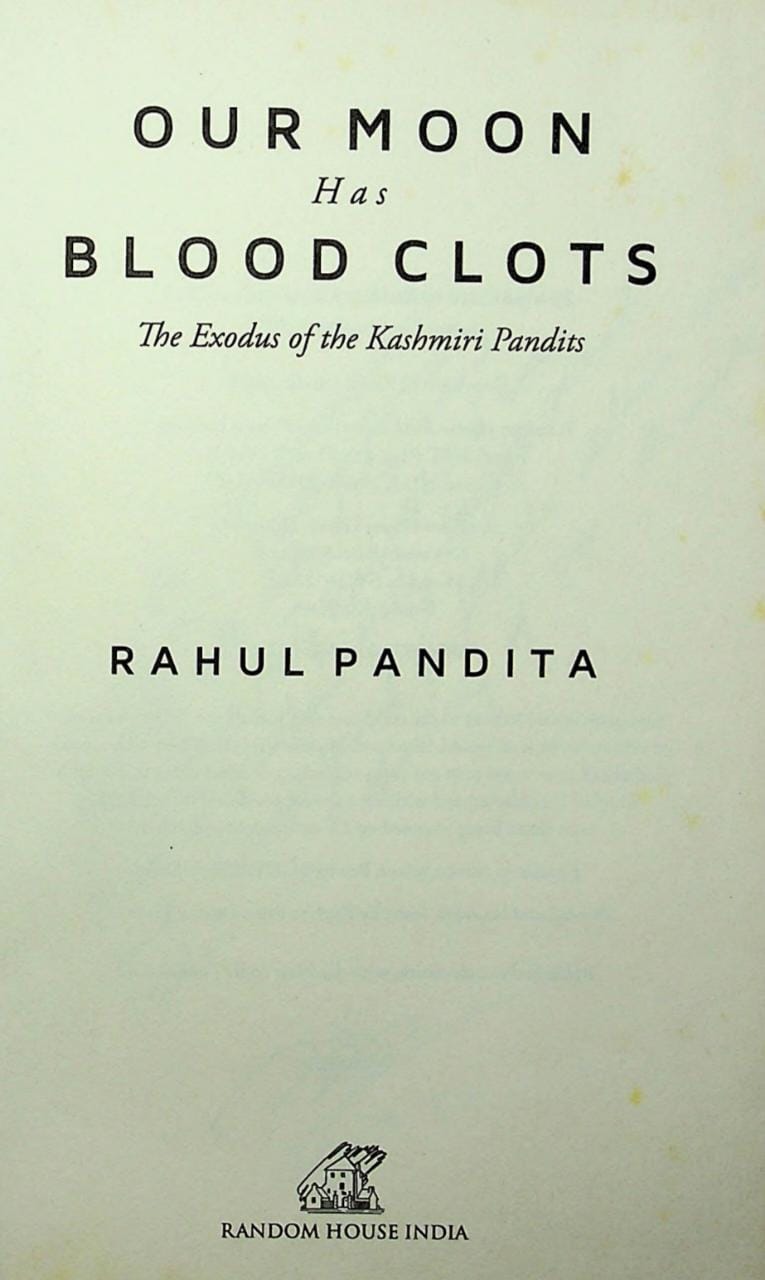 OUR MOON
Has
BLOOD CLOTS
The Exodus of the Kashmiri Pandits
RAHUL PANDITA
RANDOM HOUSE INDIA